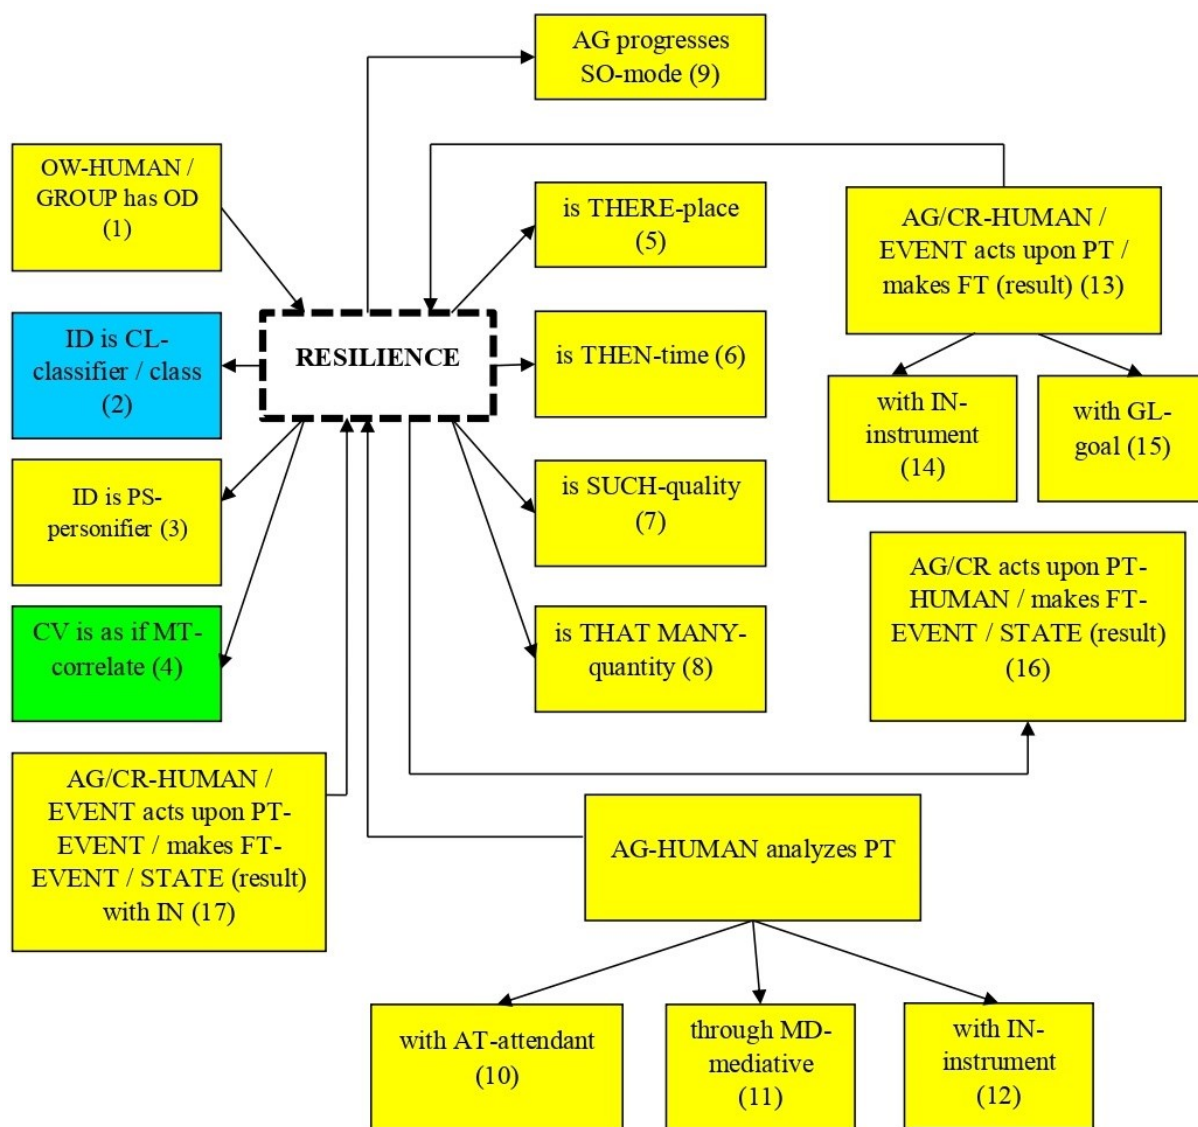 AG progresses
SO-mode (9)
OW-HUMAN /
GROUP has OD
(1)
is THERE-place
(5)
AG/CR-HUMAN /
EVENT acts upon PT /
makes FT (result) (13)
ID is CL-
classifier / class
(2)
RESILIENCE
is THEN-time (6)
with IN-
instrument
(14)
with GL-
goal (15)
ID is PS-
personifier (3)
is SUCH-quality
(7)
AG/CR acts upon PT-
HUMAN / makes FT-
EVENT / STATE (result)
(16)
CV is as if MT-
correlate (4)
is THAT MANY-
quantity (8)
AG/CR-HUMAN /
EVENT acts upon PT-
EVENT / makes FT-
EVENT / STATE (result)
with IN (17)
AG-HUMAN analyzes PT
with AT-attendant
(10)
through MD-
mediative
(11)
with IN-
instrument
(12)